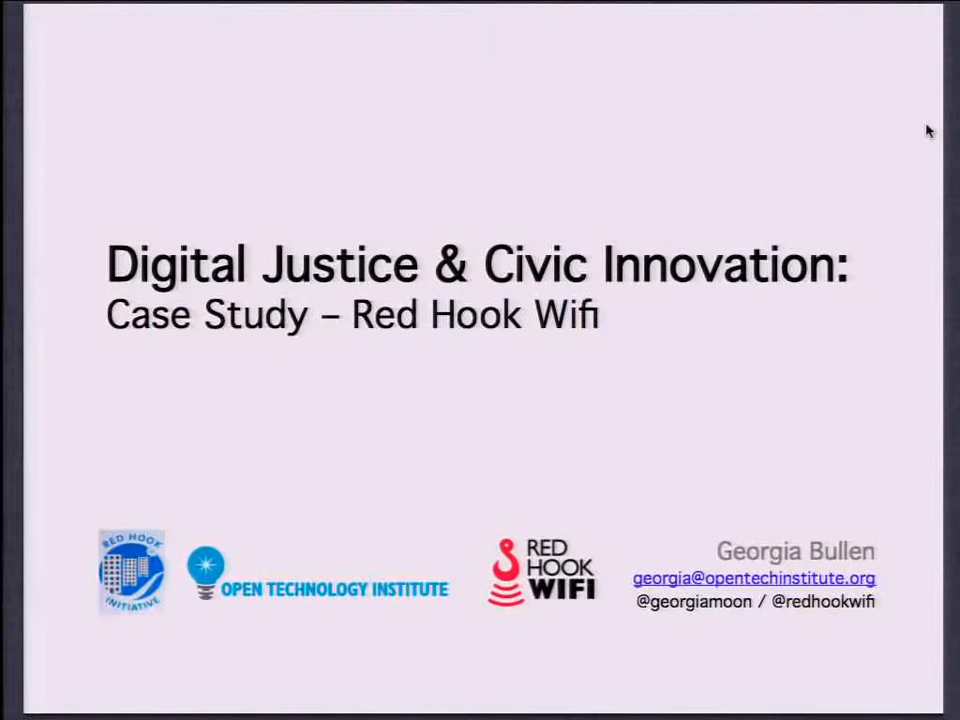 Digital Justice & Civic Innovation:
Case Study – Red Hook Wifi
RED HOOK
INITIATIVE
OPEN TECHNOLOGY INSTITUTE
RED
HOOK
WIFI
Georgia Bullen
georgia@opentechinstitute.org
@georgiamoon / @redhookwifi